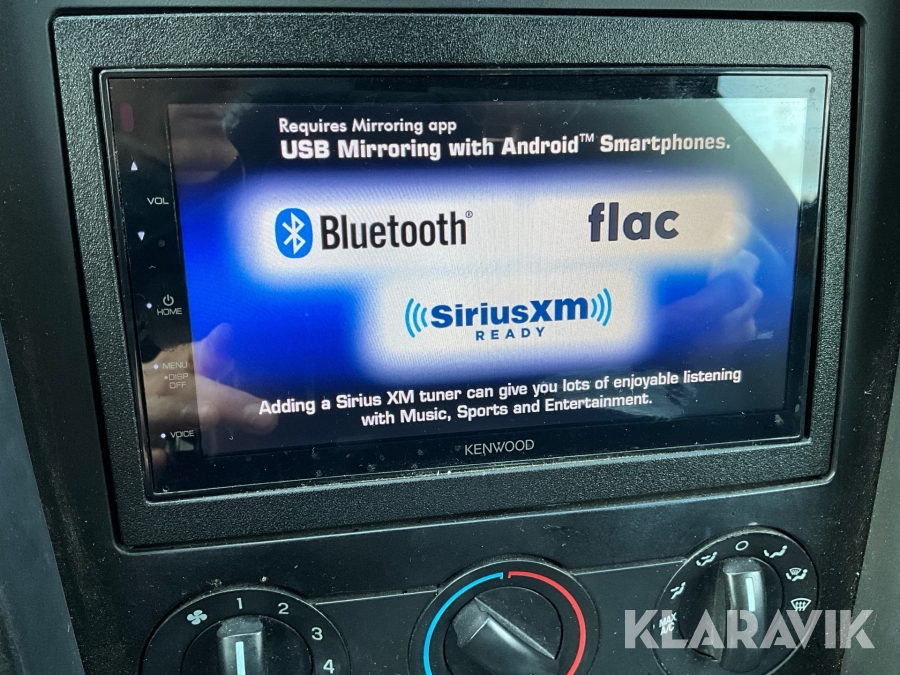 Requires Mirroring app
USB Mirroring with Android™ Smartphones.
VOL
Bluetooth®
flac
HOME
SiriusXm
READY
MENU
DISP
OFF
VOICE
Adding a Sirius XM tuner can give you lots of enjoyable listening
with Music, Sports and Entertainment.
KENWOOD
1
2
3
4
MAX
A/C
KLARAVIK